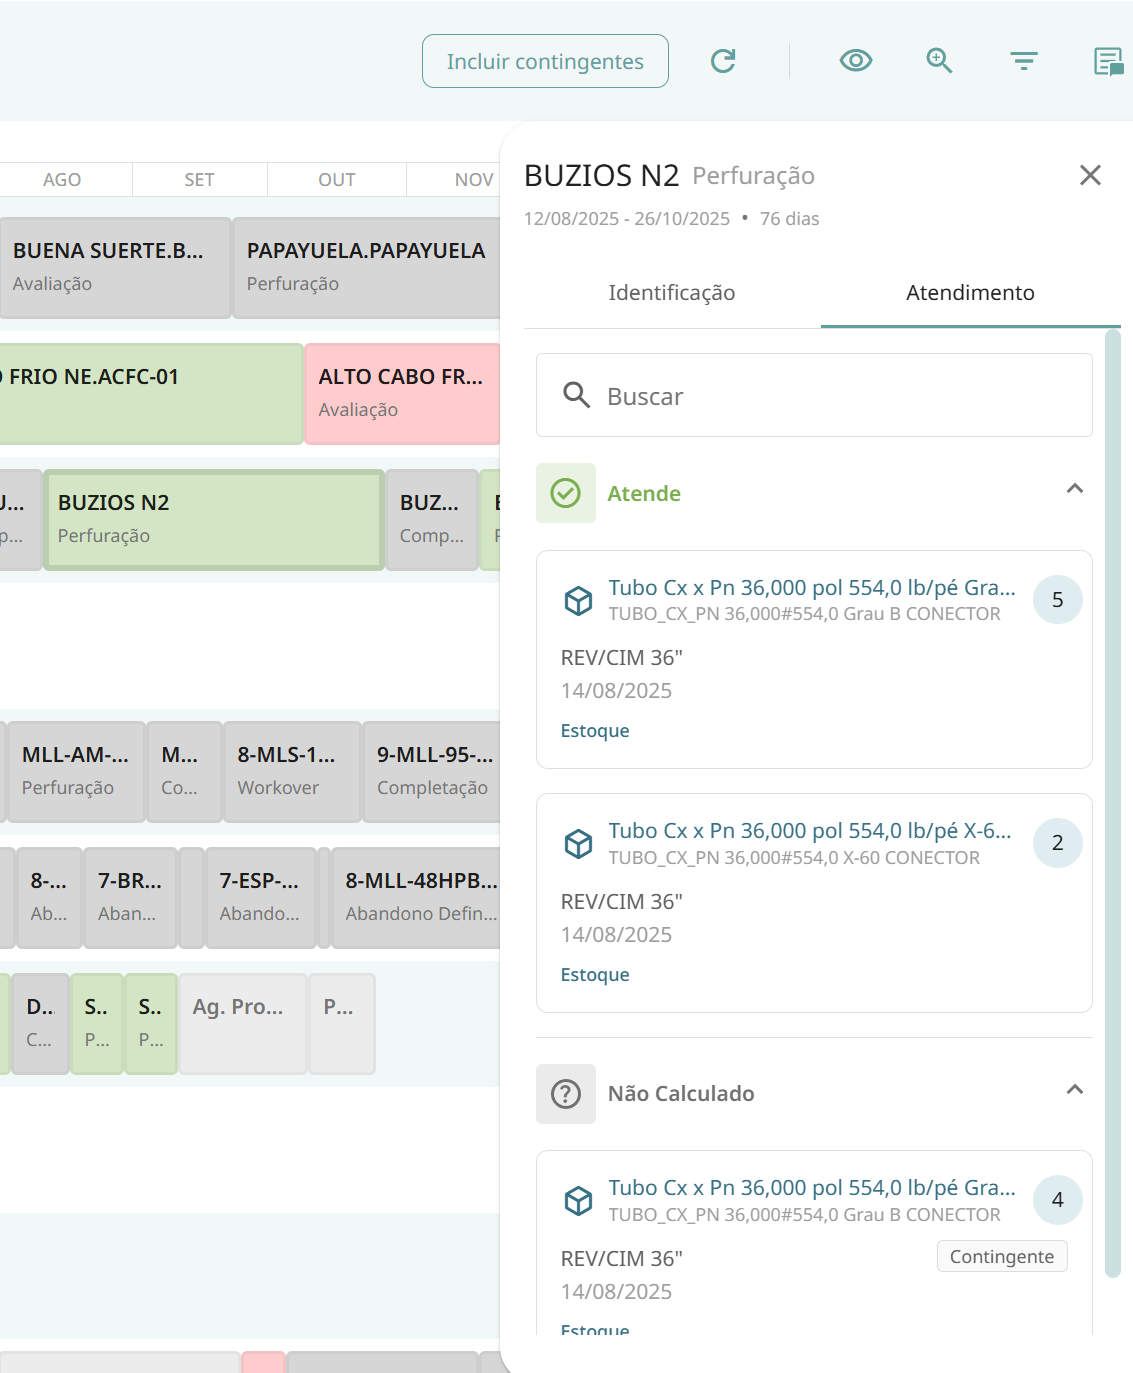 Incluir contingentes
AGO
SET
OUT
NOV
BUENA SUERTE.B...
Avaliação
PAPAYUELA.PAPAYUELA
Perfuração
FRIO NE.ACFC-01
ALTO CABO FR...
Avaliação
BUZIOS N2
Perfuração
BUZ...
Comp...
MLL-AM-...
Perfuração
M...
Co...
8-MLS-1...
Workover
9-MLL-95-...
Completação
8-...
Ab...
7-BR...
Aban...
7-ESP-...
Abando...
8-MLL-48HPB...
Abandono Defin...
D...
C...
S..
P...
S..
P...
Ag. Pro...
P...
BUZIOS N2 Perfuração
12/08/2025 - 26/10/2025 • 76 dias
Identificação
Atendimento
Buscar
Atende
Tubo Cx x Pn 36,000 pol 554,0 lb/pé Gra...
TUBO_CX_PN 36,000#554,0 Grau B CONECTOR
5
REV/CIM 36"
14/08/2025
Estoque
Tubo Cx x Pn 36,000 pol 554,0 lb/pé X-6...
TUBO_CX_PN 36,000#554,0 X-60 CONECTOR
2
REV/CIM 36"
14/08/2025
Estoque
Não Calculado
Tubo Cx x Pn 36,000 pol 554,0 lb/pé Gra...
TUBO_CX_PN 36,000#554,0 Grau B CONECTOR
4
REV/CIM 36"
Contingente
14/08/2025
Estoque